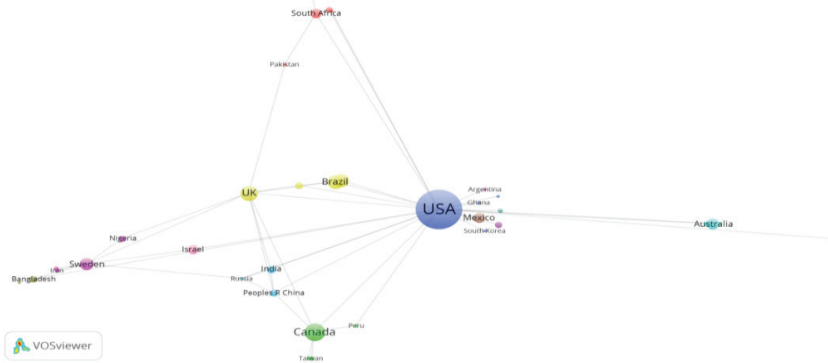 South Africa
Pakistan
UK
Brazil
Argentina
USA
Ghana
Mexico
South Korea
Australia
Nigeria
Israel
Sweden
Iran
India
Bangladesh
Russia
Peoples R China
Canada
Peru
Taiwan
VOSviewer